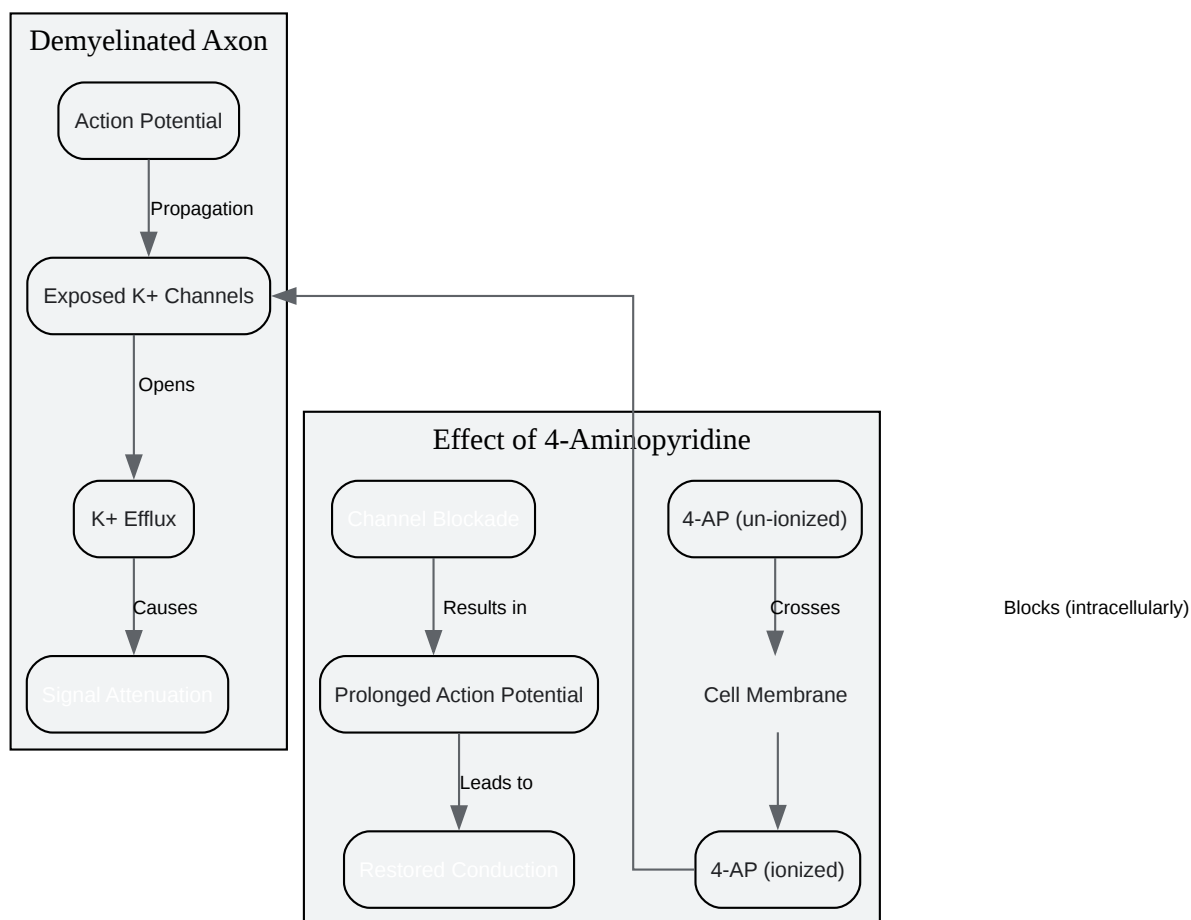 Demyelinated Axon
Action Potential
Propagation
Exposed K+ Channels
Opens
K+ Efflux
Causes
Signal Attenuation
Effect of 4-Aminopyridine
Channel Blockade
Results in
Prolonged Action Potential
Leads to
Restored Conduction
4-AP (un-ionized)
Crosses
Cell Membrane
4-AP (ionized)
Blocks (intracellularly)